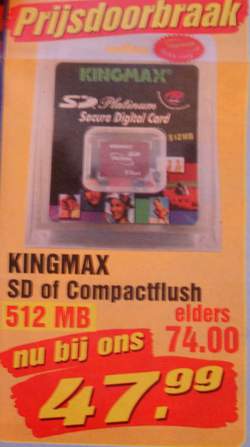 Prijsdoorbraak
KINGMAX
SD Platinum
Secure Digital Card
512MB
KINGMAX
SD of Compactflush
512 MB
elders
74.00
nu bij ons
47.99